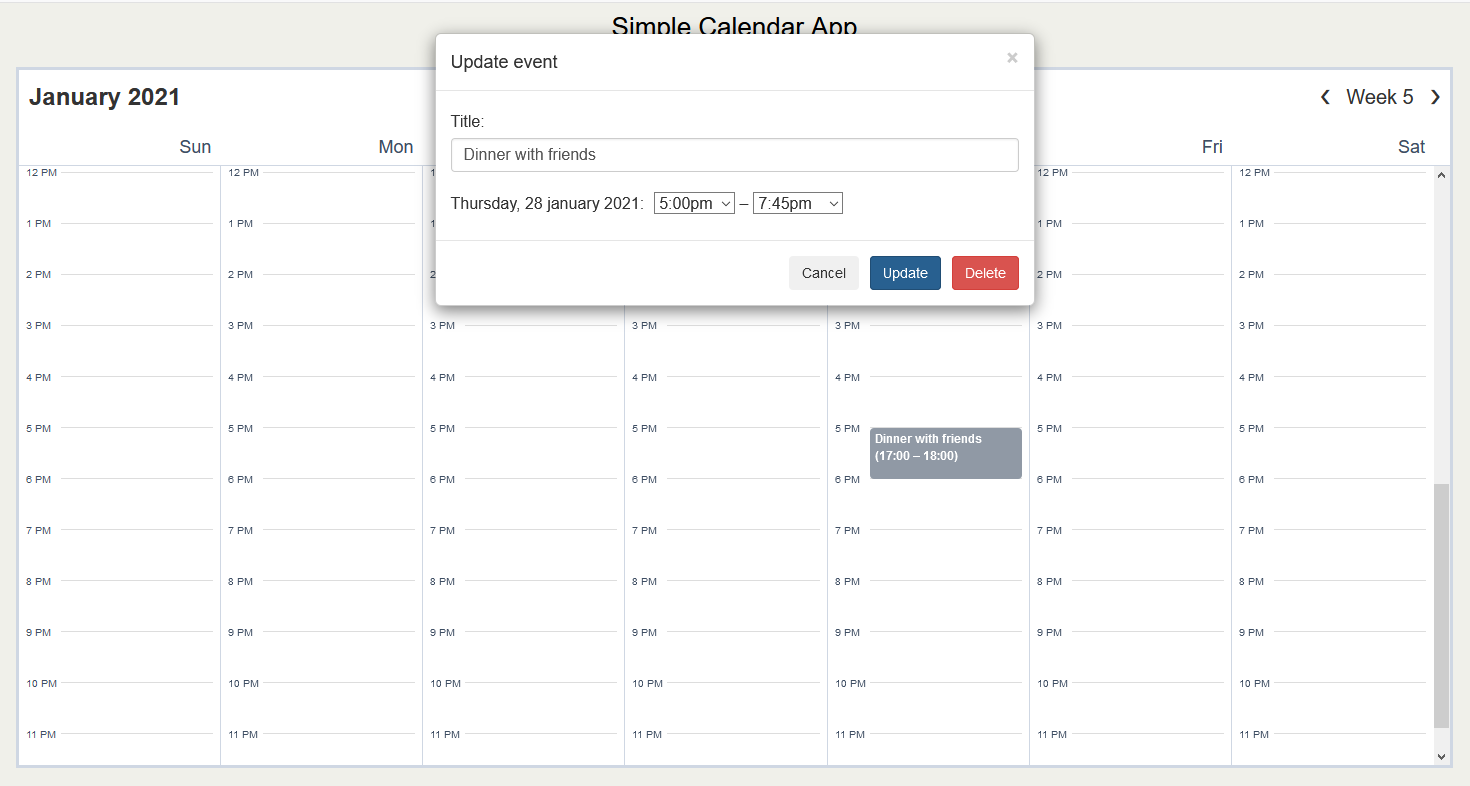 Simple Calendar App
Update event ×
January 2021
Week 5
Title:
Dinner with friends
Thursday, 28 january 2021: 5:00pm – 7:45pm
Cancel Update Delete
Sun Mon Fri Sat
12 PM 12 PM 1 12 PM 12 PM
1 PM 1 PM 1 1 PM 1 PM
2 PM 2 PM 2 2 PM 2 PM
3 PM 3 PM 3 PM 3 PM 3 PM 3 PM 3 PM
4 PM 4 PM 4 PM 4 PM 4 PM 4 PM 4 PM
5 PM 5 PM 5 PM 5 PM 5 PM 5 PM 5 PM
Dinner with friends
(17:00 – 18:00)
6 PM 6 PM 6 PM 6 PM 6 PM 6 PM 6 PM
7 PM 7 PM 7 PM 7 PM 7 PM 7 PM 7 PM
8 PM 8 PM 8 PM 8 PM 8 PM 8 PM 8 PM
9 PM 9 PM 9 PM 9 PM 9 PM 9 PM 9 PM
10 PM 10 PM 10 PM 10 PM 10 PM 10 PM 10 PM
11 PM 11 PM 11 PM 11 PM 11 PM 11 PM 11 PM